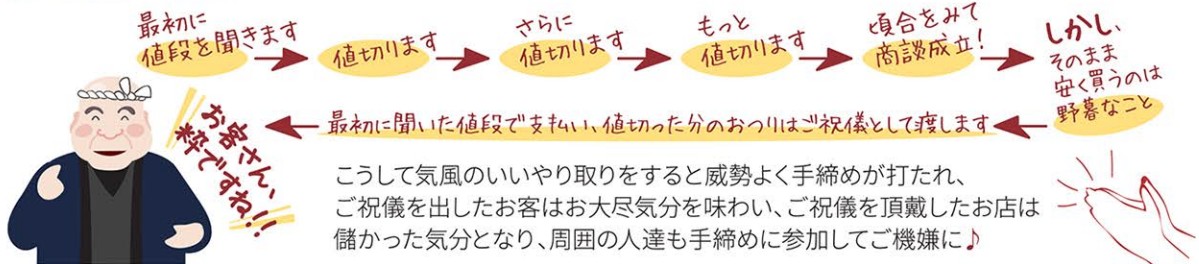 最初に
値段を聞きます
値切ります
さらに
値切ります
もっと
値切ります
頃合をみて
商談成立!
しかし、
そのまま
安く買うのは
野暮なこと
最初に聞いた値段で支払い、値切った分のおつりはご祝儀として渡します
お客さん、
粋ですね!!
こうして気風のいいやり取りをすると威勢よく手締めが打たれ、
ご祝儀を出したお客はお大尽気分を味わい、ご祝儀を頂戴したお店は
儲かった気分となり、周囲の人達も手締めに参加してご機嫌に♪